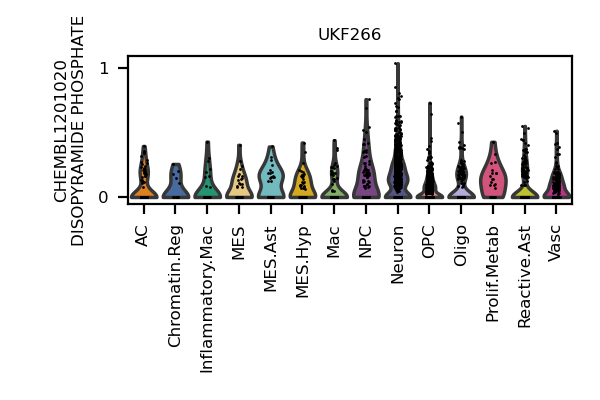 UKF266
CHEMBL1201020
DISOPYRAMIDE PHOSPHATE
1
0
AC
Chromatin.Reg
Inflammatory.Mac
MES
MES.Ast
MES.Hyp
Mac
NPC
Neuron
OPC
Oligo
Prolif.Metab
Reactive.Ast
Vasc